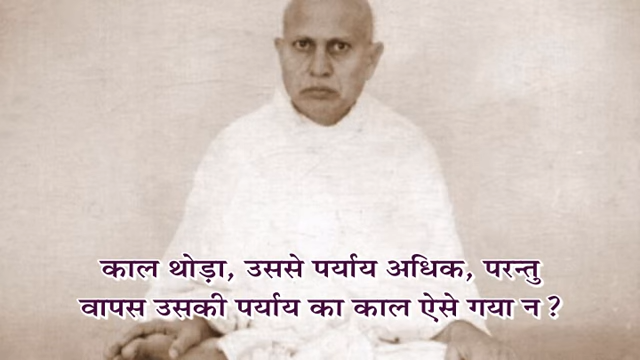 काल थोड़ा, उससे पर्याय अधिक, परन्तु
वापस उसकी पर्याय का काल ऐसे गया न?